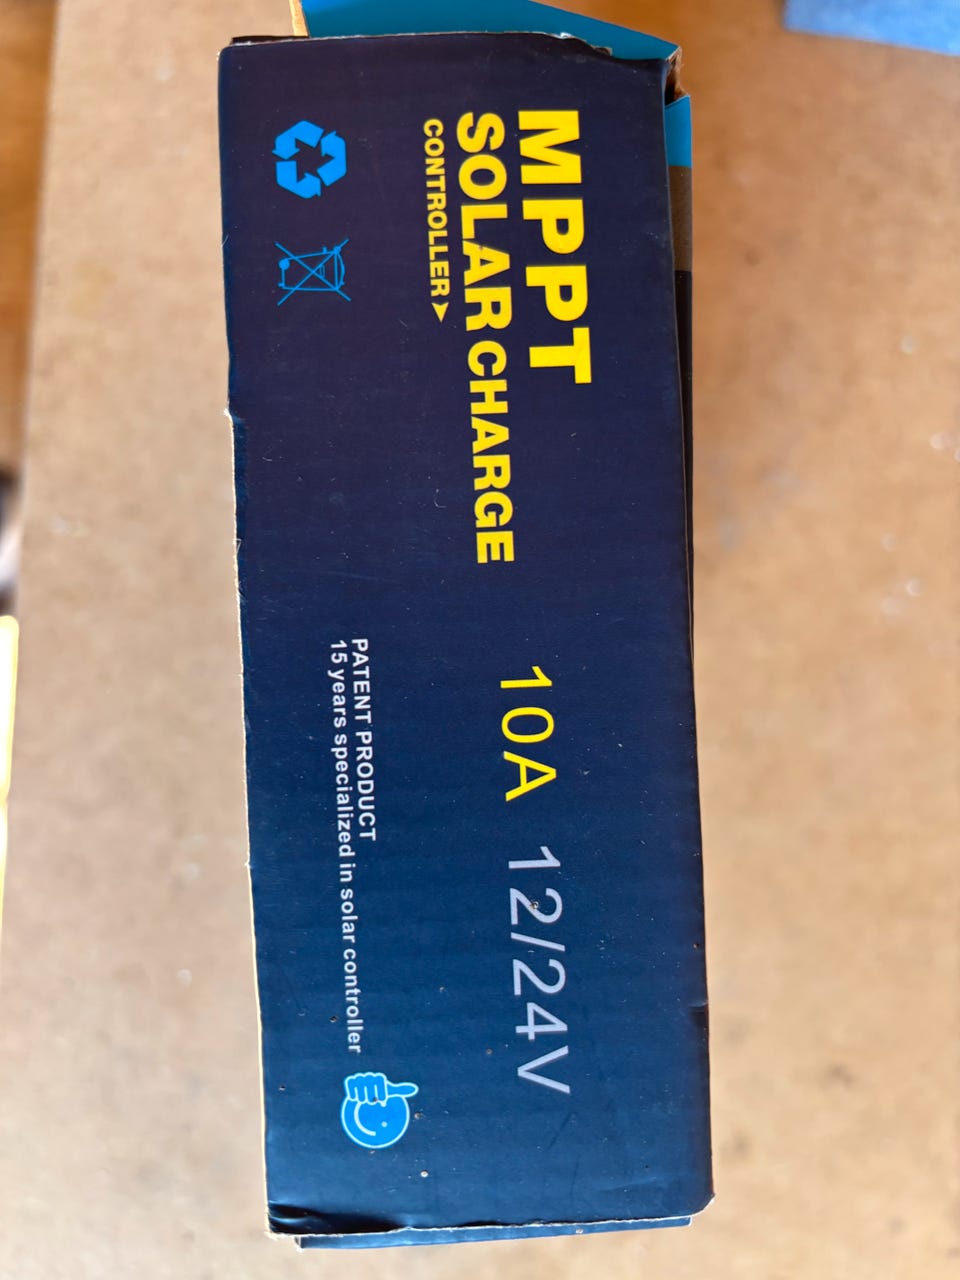 MPPT
SOLAR CHARGE
CONTROLLER
10A 12/24V
PATENT PRODUCT
15 years specialized in solar controller